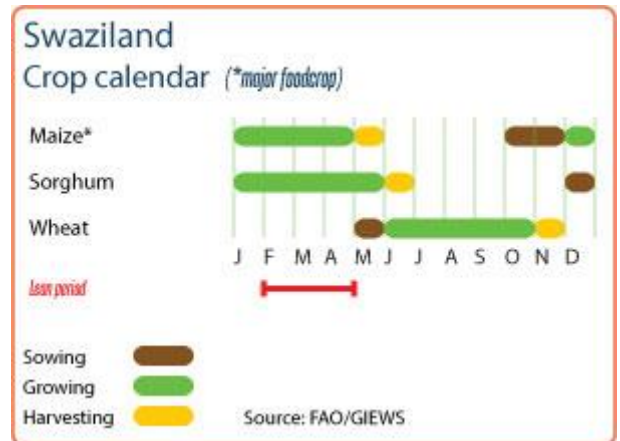 Swaziland
Crop calendar (*major foodcrop)
Maize*
Sorghum
Wheat
J F M A M J J A S O N D
Lean period
Sowing
Growing
Harvesting Source: FAO/GIEWS